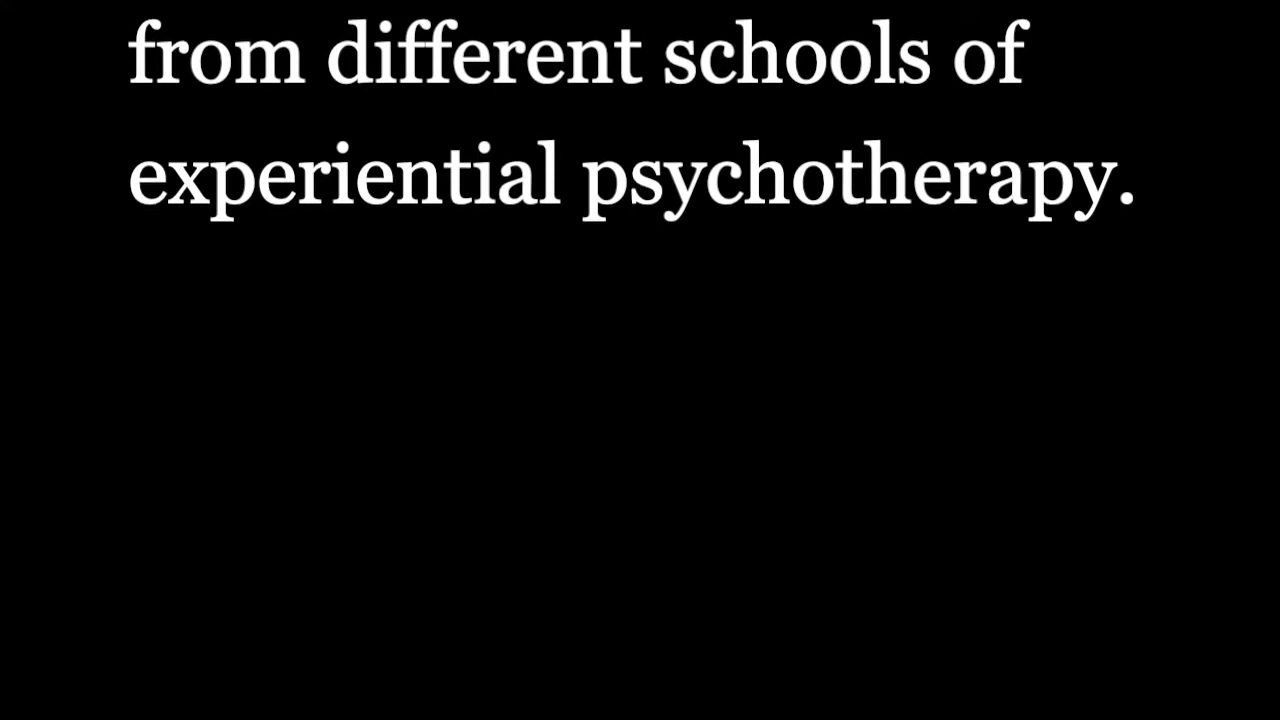 from different schools of
experiential psychotherapy.